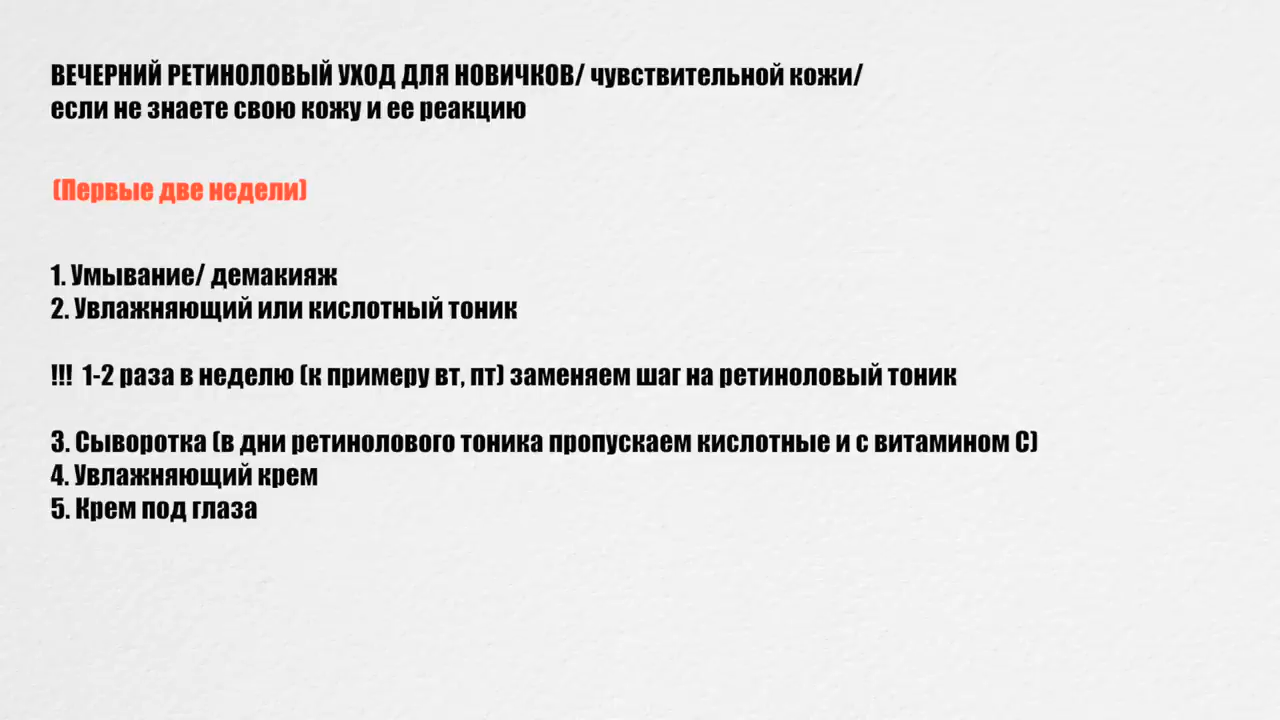 ВЕЧЕРНИЙ РЕТИНОЛОВЫЙ УХОД ДЛЯ НОВИЧКОВ/ чувствительной кожи/
если не знаете свою кожу и ее реакцию
(Первые две недели)
1. Умывание/ демакияж
2. Увлажняющий или кислотный тоник
!!! 1-2 раза в неделю (к примеру вт, пт) заменяем шаг на ретиноловый тоник
3. Сыворотка (в дни ретинолового тоника пропускаем кислотные и с витамином С)
4. Увлажняющий крем
5. Крем под глаза